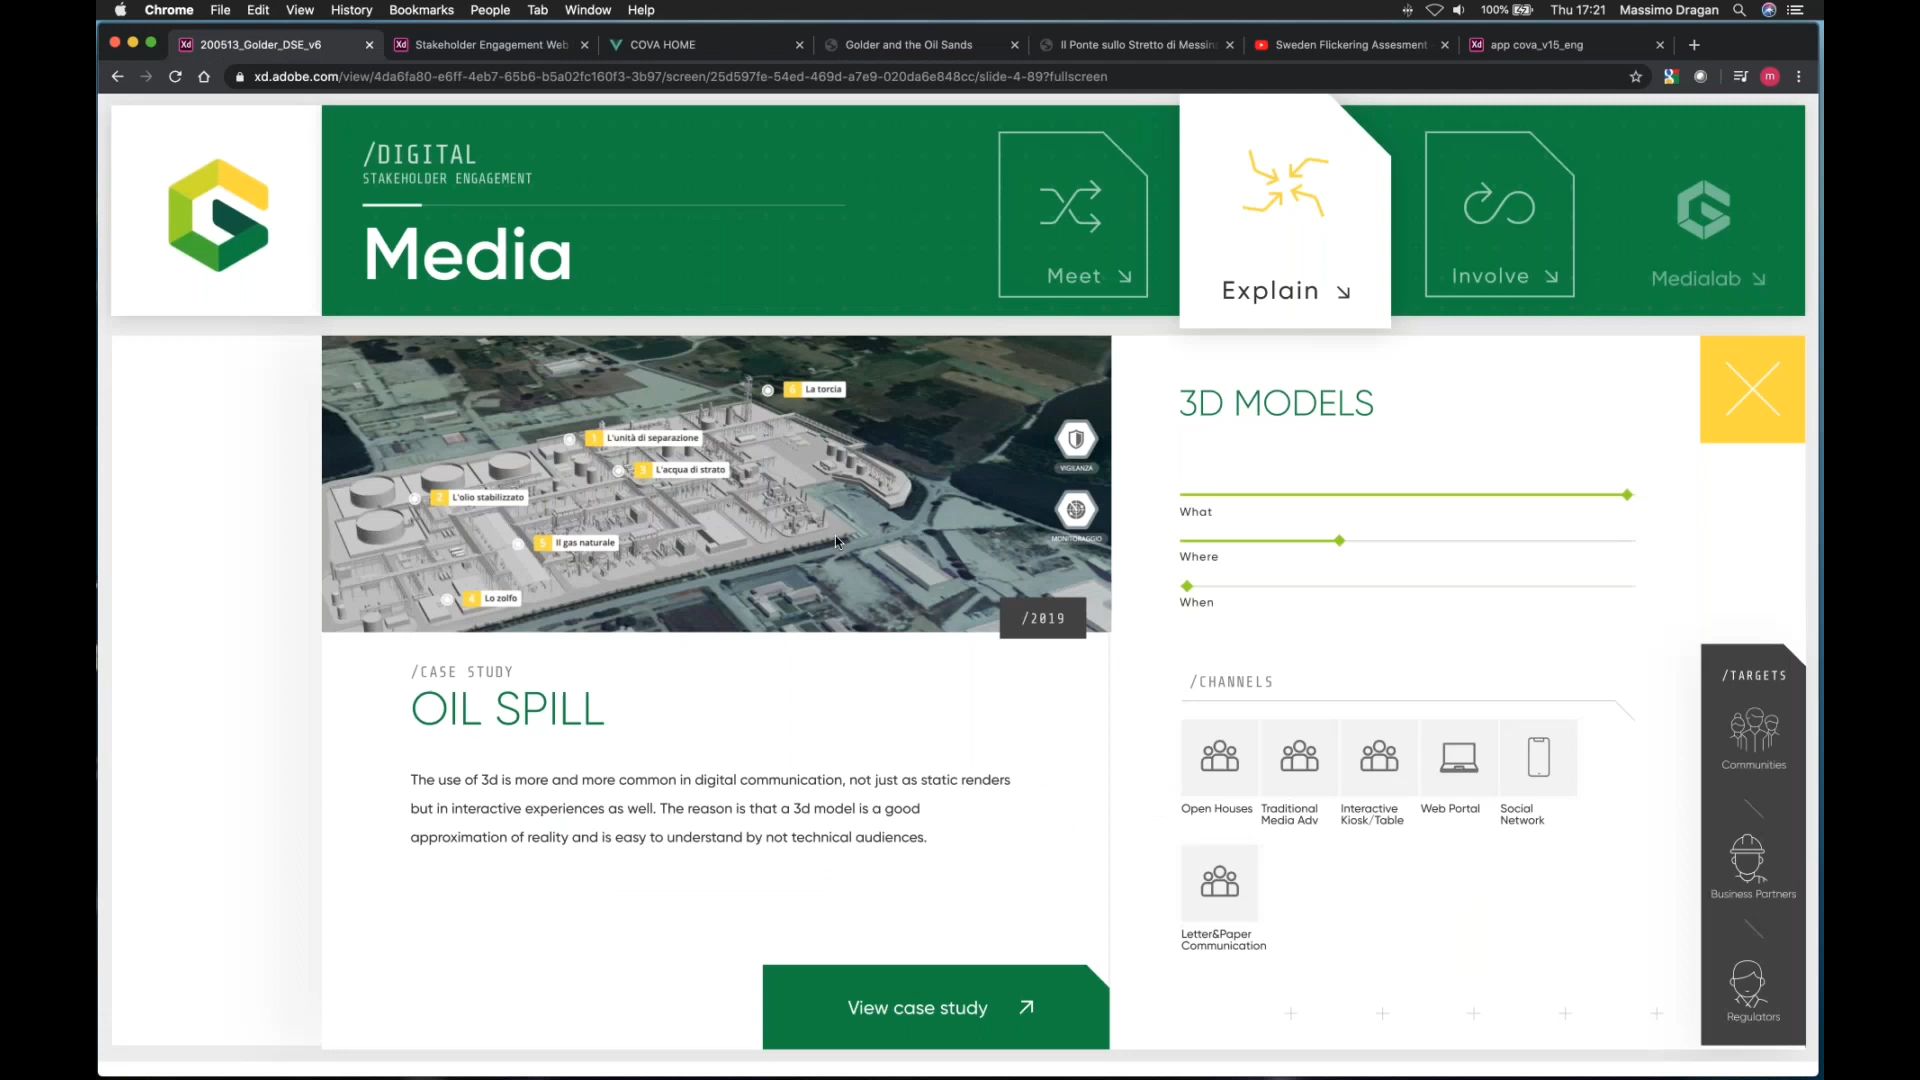 Chrome File Edit View History Bookmarks People Tab Window Help
100% Thu 17:21 Massimo Dragan
200513_Golder_DSE_v6
Stakeholder Engagement Web
COVA HOME
Golder and the Oil Sands
Il Ponte sullo Stretto di Messin
Sweden Flickering Assesment
app cova_v15_eng
xd.adobe.com/view/4da6fa80-e6ff-4eb7-65b6-b5a02fc160f3-3b97/screen/25d597fe-54ed-469d-a7e9-020da6e848cc/slide-4-89?fullscreen
m
/DIGITAL
STAKEHOLDER ENGAGEMENT
Media
Meet
Explain
Involve
Medialab
6 La torcia
1 L'unità di separazione
3 L'acqua di strato
2 L'olio stabilizzato
5 Il gas naturale
4 Lo zolfo
VIGILANZA
MONITORAGGIO
/2019
/CASE STUDY
OIL SPILL
The use of 3d is more and more common in digital communication, not just as static renders
but in interactive experiences as well. The reason is that a 3d model is a good
approximation of reality and is easy to understand by not technical audiences.
View case study
3D MODELS
What
Where
When
/CHANNELS
Open Houses
Traditional
Media Adv
Interactive
Kiosk/Table
Web Portal
Social
Network
Letter&Paper
Communication
/TARGETS
Communities
Business Partners
Regulators